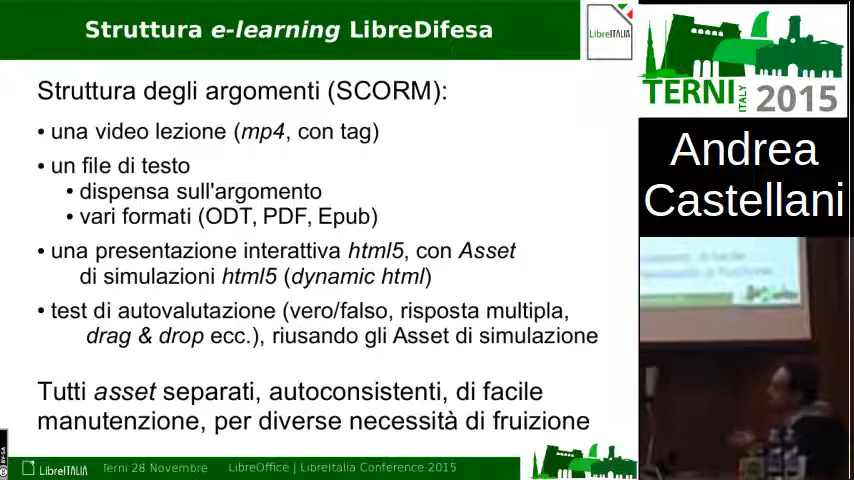 Struttura e-learning LibreDifesa
LibreITALIA
Struttura degli argomenti (SCORM):
• una video lezione (mp4, con tag)
• un file di testo
• dispensa sull'argomento
• vari formati (ODT, PDF, Epub)
• una presentazione interattiva html5, con Asset
di simulazioni html5 (dynamic html)
• test di autovalutazione (vero/falso, risposta multipla,
drag & drop ecc.), riusando gli Asset di simulazione
Tutti asset separati, autoconsistenti, di facile
manutenzione, per diverse necessità di fruizione
BY-SA
LibreITALIA Terni 28 Novembre LibreOffice | LibreItalia Conference 2015
TERNI
ITALY
2015
Andrea
Castellani